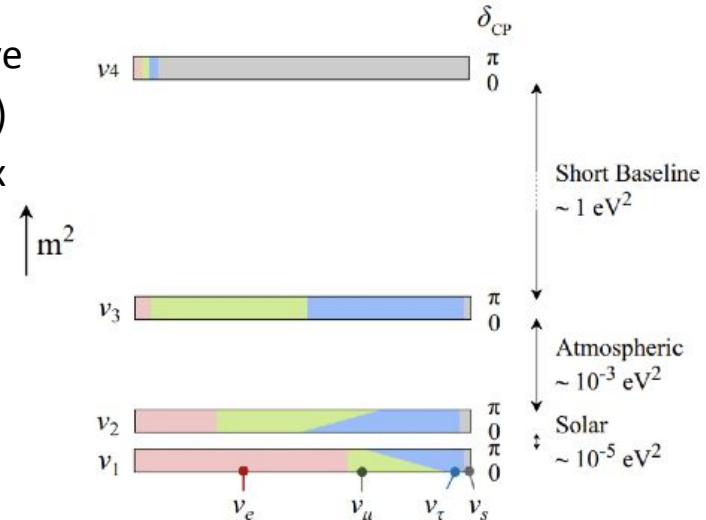 δCP
ve
)
x
ν4
π
0
Short Baseline
~ 1 eV²
m²
ν3
π
0
Atmospheric
~ 10⁻³ eV²
ν2
π
0
Solar
~ 10⁻⁵ eV²
ν1
π
0
νe νμ ντ νs